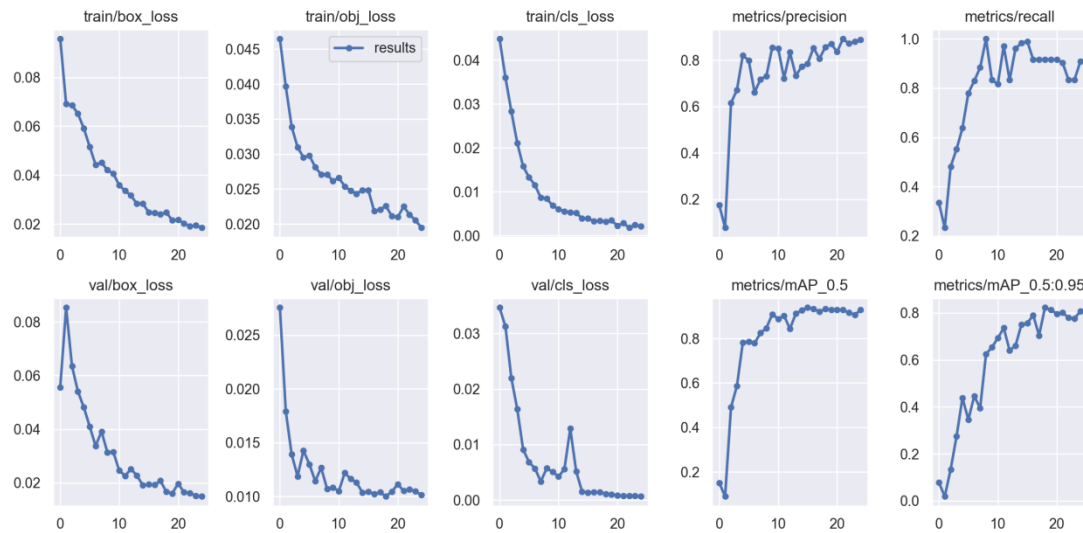 train/box_loss
0.08
0.06
0.04
0.02
0 10 20
train/obj_loss
results
0.045
0.040
0.035
0.030
0.025
0.020
0 10 20
train/cls_loss
0.04
0.03
0.02
0.01
0.00
0 10 20
metrics/precision
0.8
0.6
0.4
0.2
0 10 20
metrics/recall
1.0
0.8
0.6
0.4
0.2
0 10 20
val/box_loss
0.08
0.06
0.04
0.02
0 10 20
val/obj_loss
0.025
0.020
0.015
0.010
0 10 20
val/cls_loss
0.03
0.02
0.01
0.00
0 10 20
metrics/mAP_0.5
0.8
0.6
0.4
0.2
0 10 20
metrics/mAP_0.5:0.95
0.8
0.6
0.4
0.2
0.0
0 10 20